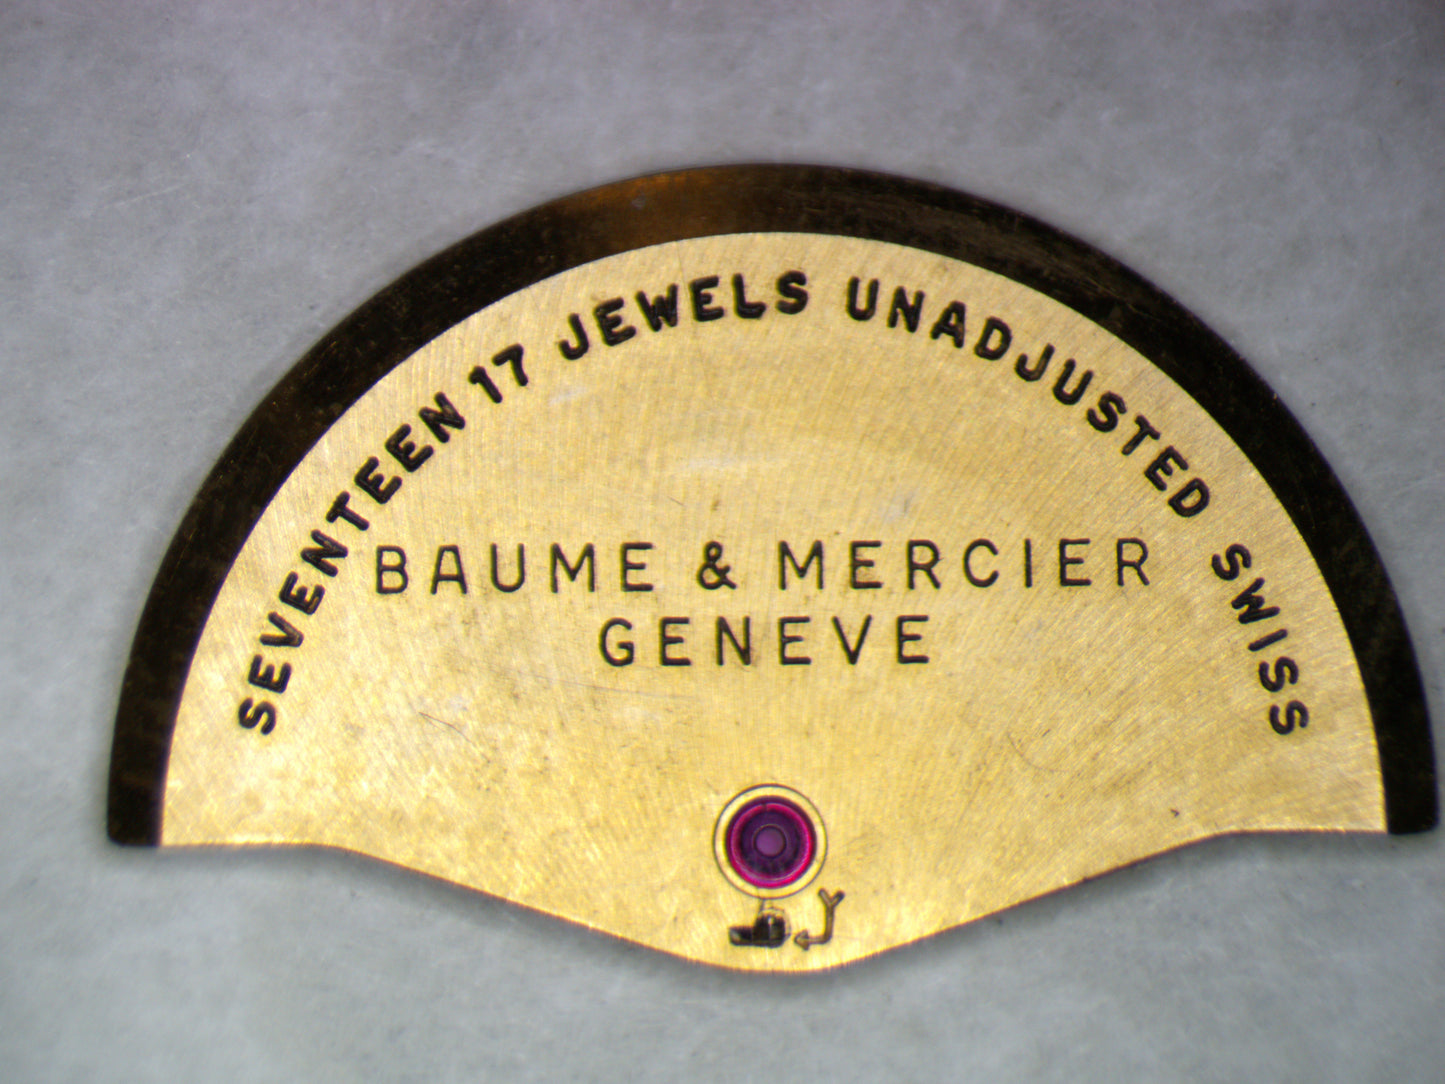 SEVENTEEN 17 JEWELS UNADJUSTED SWISS
BAUME & MERCIER
GENEVE